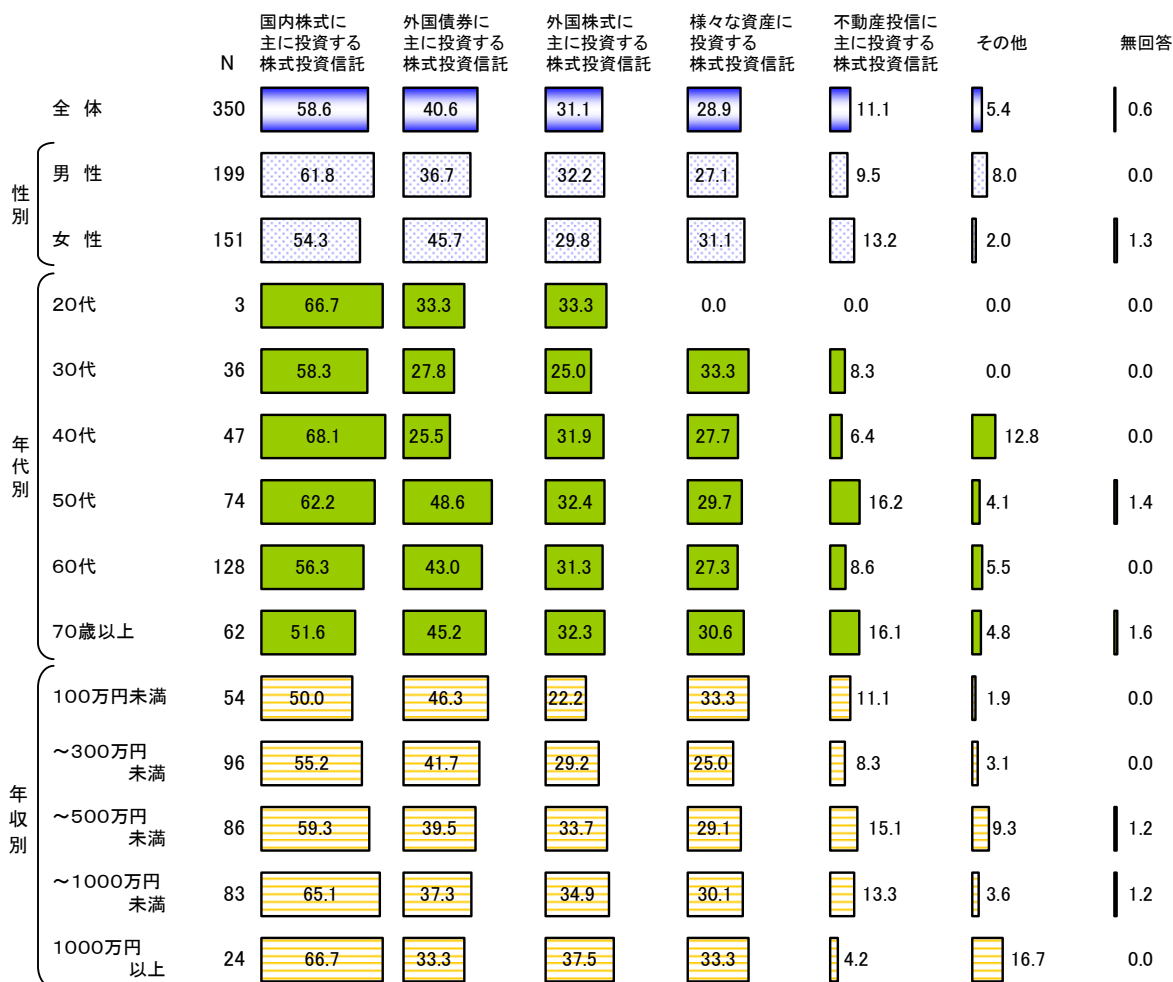 国内株式に
主に投資する
株式投資信託
外国債券に
主に投資する
株式投資信託
外国株式に
主に投資する
株式投資信託
様々な資産に
投資する
株式投資信託
不動産投信に
主に投資する
株式投資信託
その他
無回答
N
全 体 350 58.6 40.6 31.1 28.9 11.1 5.4 0.6
性別
男 性 199 61.8 36.7 32.2 27.1 9.5 8.0 0.0
女 性 151 54.3 45.7 29.8 31.1 13.2 2.0 1.3
年代別
20代 3 66.7 33.3 33.3 0.0 0.0 0.0 0.0
30代 36 58.3 27.8 25.0 33.3 8.3 0.0 0.0
40代 47 68.1 25.5 31.9 27.7 6.4 12.8 0.0
50代 74 62.2 48.6 32.4 29.7 16.2 4.1 1.4
60代 128 56.3 43.0 31.3 27.3 8.6 5.5 0.0
70歳以上 62 51.6 45.2 32.3 30.6 16.1 4.8 1.6
年収別
100万円未満 54 50.0 46.3 22.2 33.3 11.1 1.9 0.0
～300万円
未満 96 55.2 41.7 29.2 25.0 8.3 3.1 0.0
～500万円
未満 86 59.3 39.5 33.7 29.1 15.1 9.3 1.2
～1000万円
未満 83 65.1 37.3 34.9 30.1 13.3 3.6 1.2
1000万円
以上 24 66.7 33.3 37.5 33.3 4.2 16.7 0.0